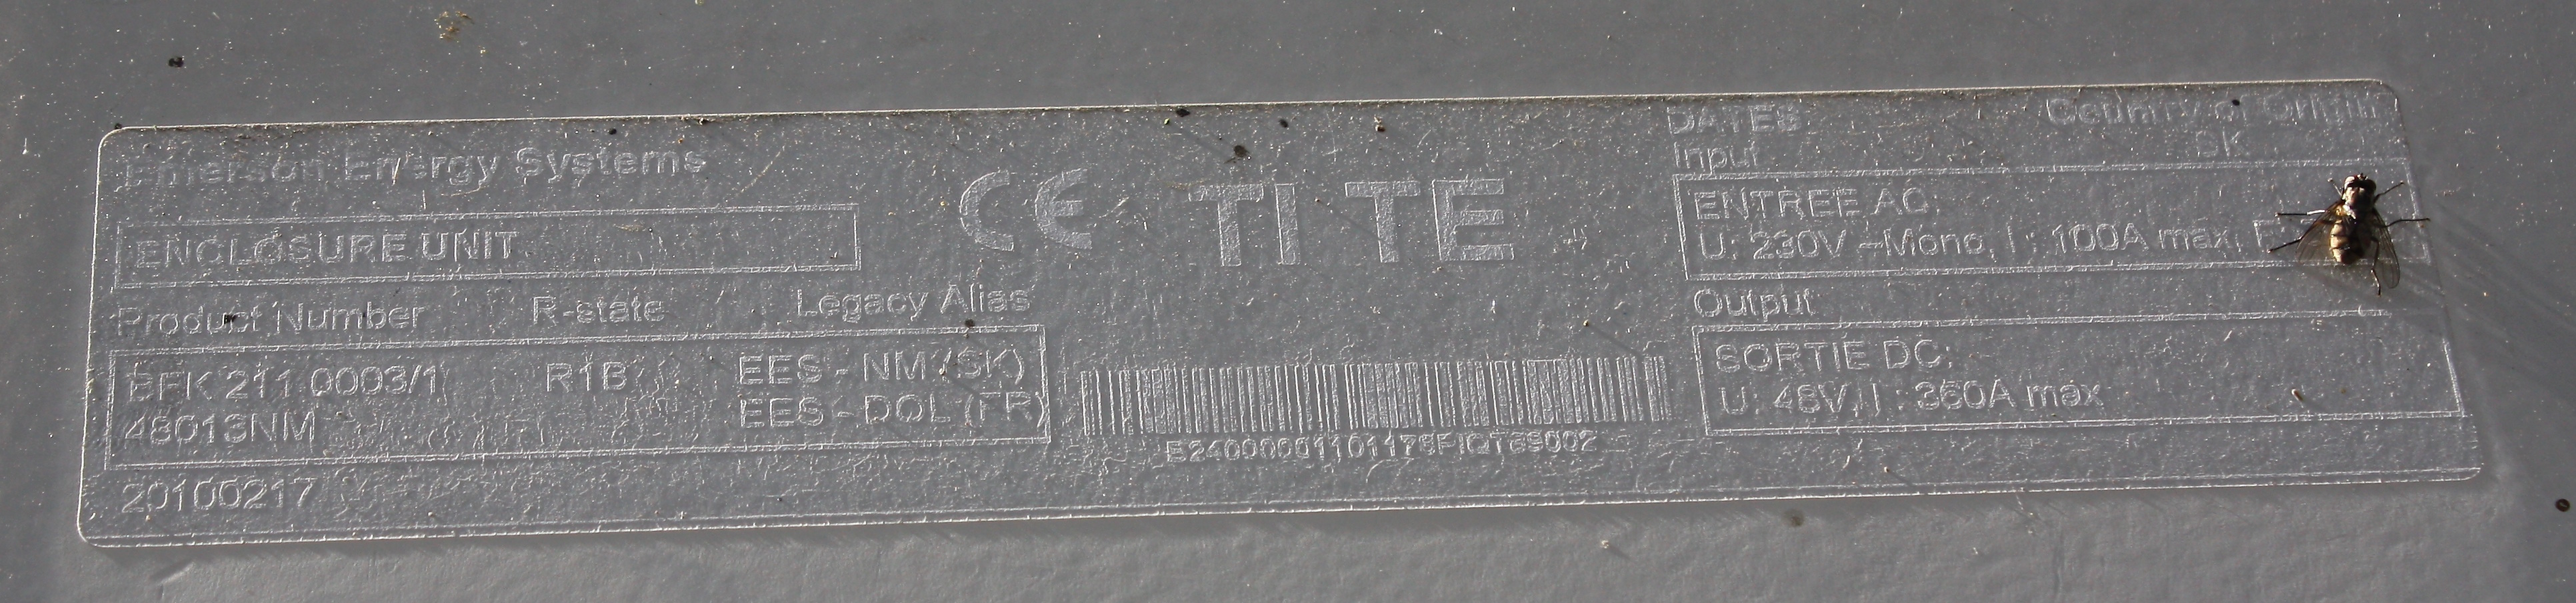 Emerson Energy Systems
ENCLOSURE UNIT
Product Number R-state Legacy Alias
BFK 211 0003/1 R1B EES - NM (SK)
48013NM EES - DOL (FR)
20100217
CE TI TE
DATES Country of Origin
Input SK
ENTREE AC:
U: 230V ~Mono, I : 100A max,
Output
SORTIE DC:
U: 48V, I : 360A max